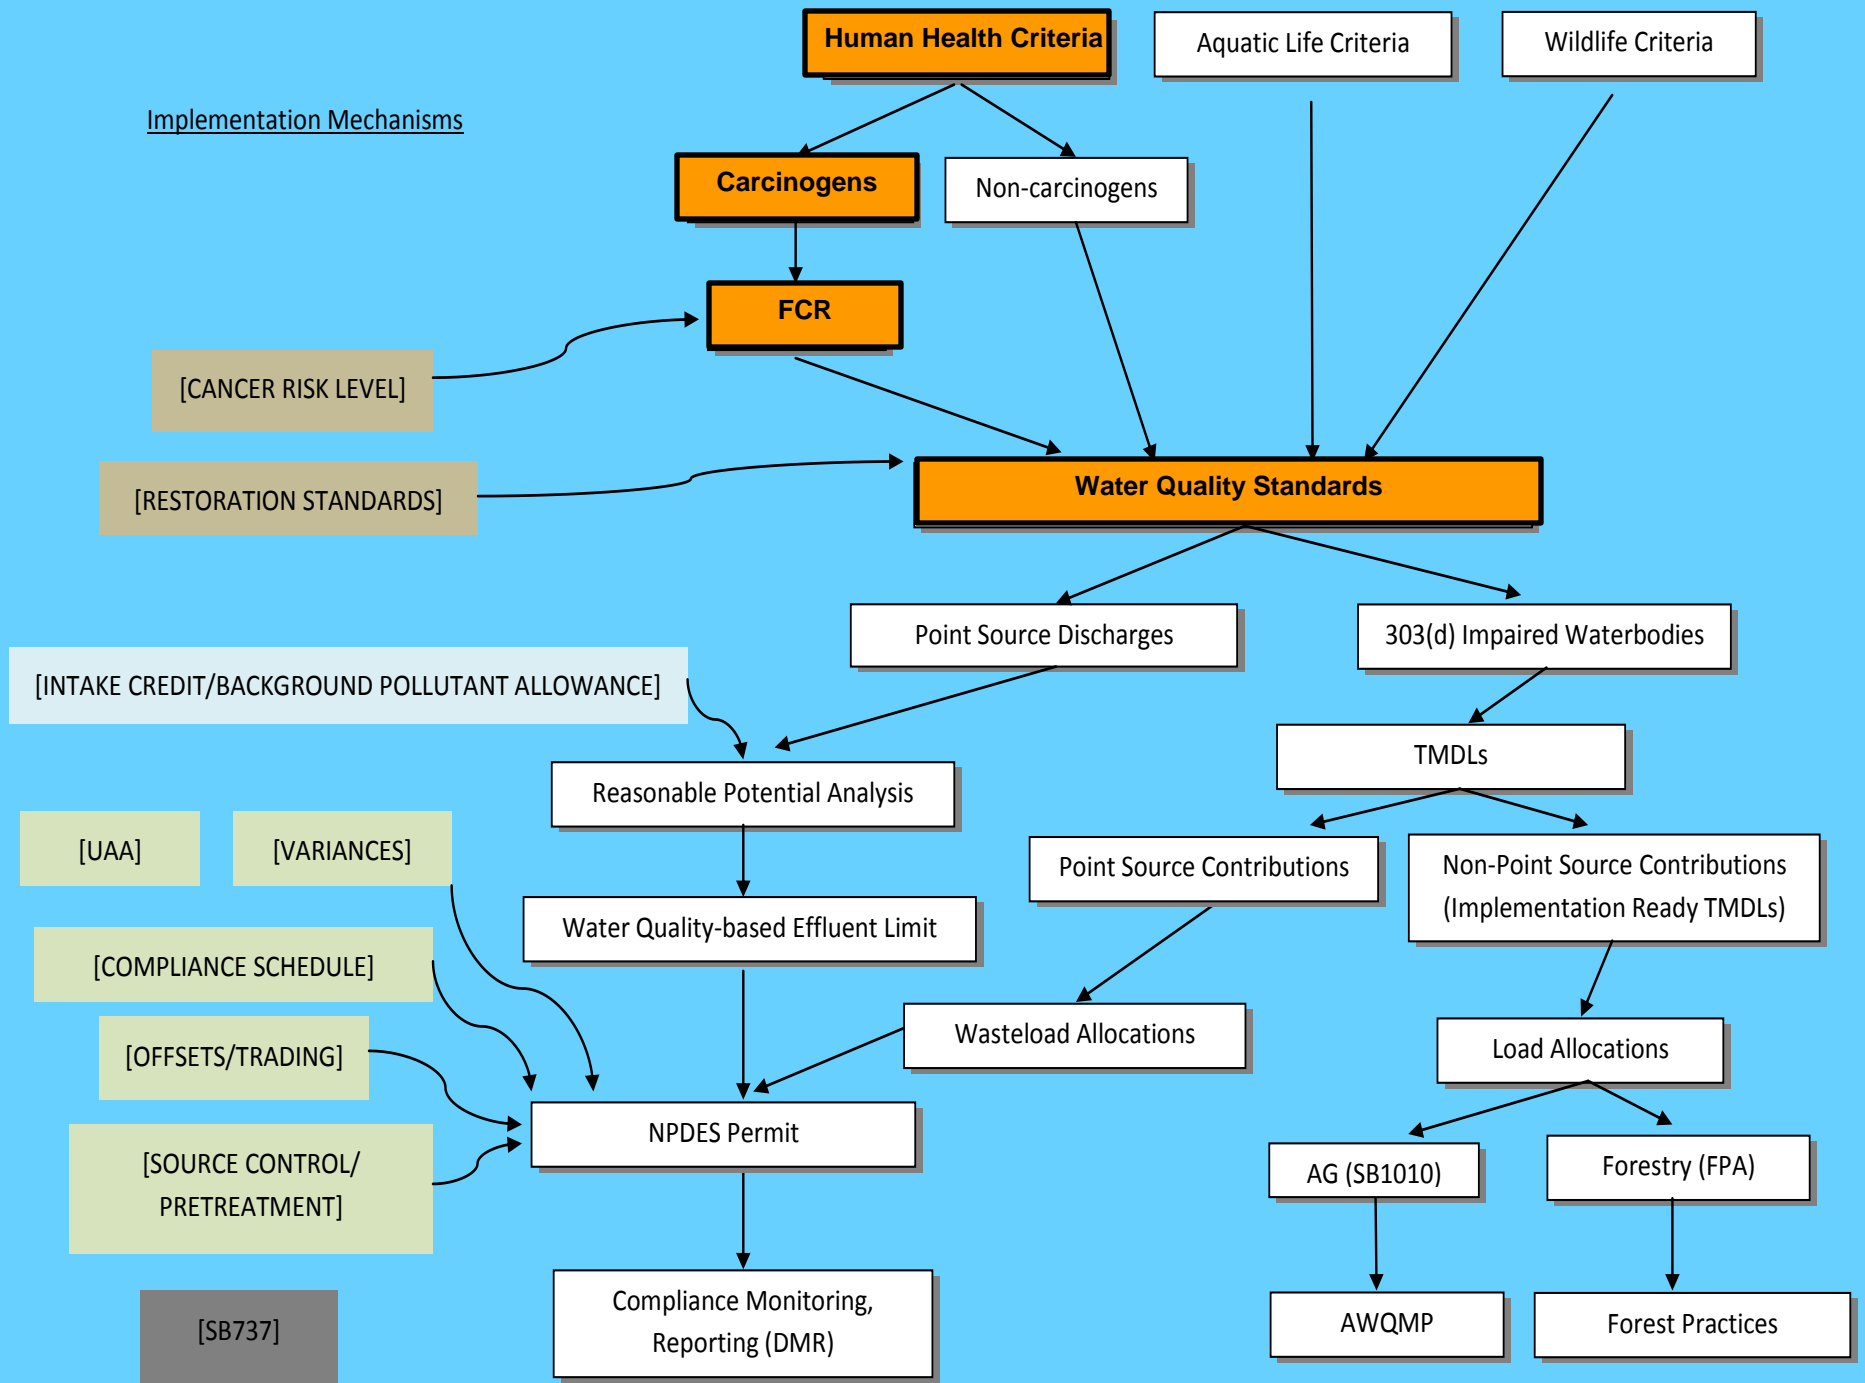 Human Health Criteria
Aquatic Life Criteria
Wildlife Criteria
Implementation Mechanisms
Carcinogens
Non-carcinogens
FCR
[CANCER RISK LEVEL]
[RESTORATION STANDARDS]
Water Quality Standards
Point Source Discharges
303(d) Impaired Waterbodies
[INTAKE CREDIT/BACKGROUND POLLUTANT ALLOWANCE]
TMDLs
Reasonable Potential Analysis
[UAA]
[VARIANCES]
Point Source Contributions
Non-Point Source Contributions
(Implementation Ready TMDLs)
Water Quality-based Effluent Limit
[COMPLIANCE SCHEDULE]
Wasteload Allocations
Load Allocations
[OFFSETS/TRADING]
NPDES Permit
[SOURCE CONTROL/
PRETREATMENT]
AG (SB1010)
Forestry (FPA)
Compliance Monitoring,
Reporting (DMR)
[SB737]
AWQMP
Forest Practices